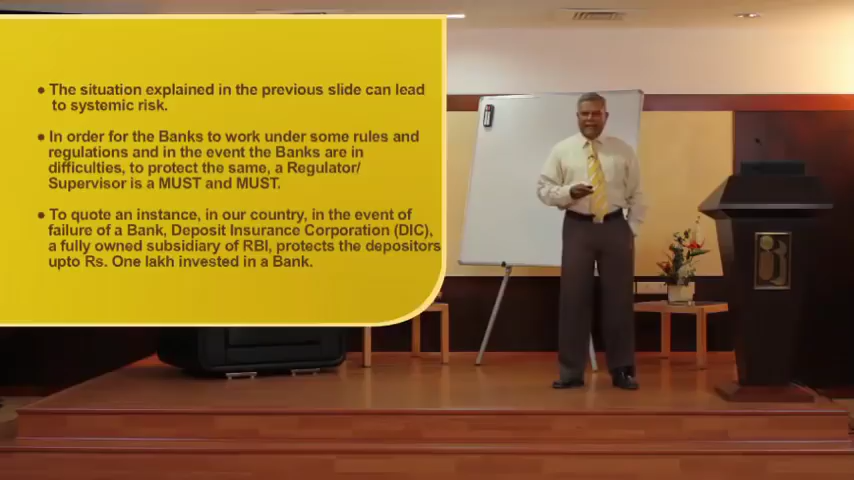 • The situation explained in the previous slide can lead
to systemic risk.
• In order for the Banks to work under some rules and
regulations and in the event the Banks are in
difficulties, to protect the same, a Regulator/
Supervisor is a MUST and MUST.
• To quote an instance, in our country, in the event of
failure of a Bank, Deposit Insurance Corporation (DIC),
a fully owned subsidiary of RBI, protects the depositors
upto Rs. One lakh invested in a Bank.